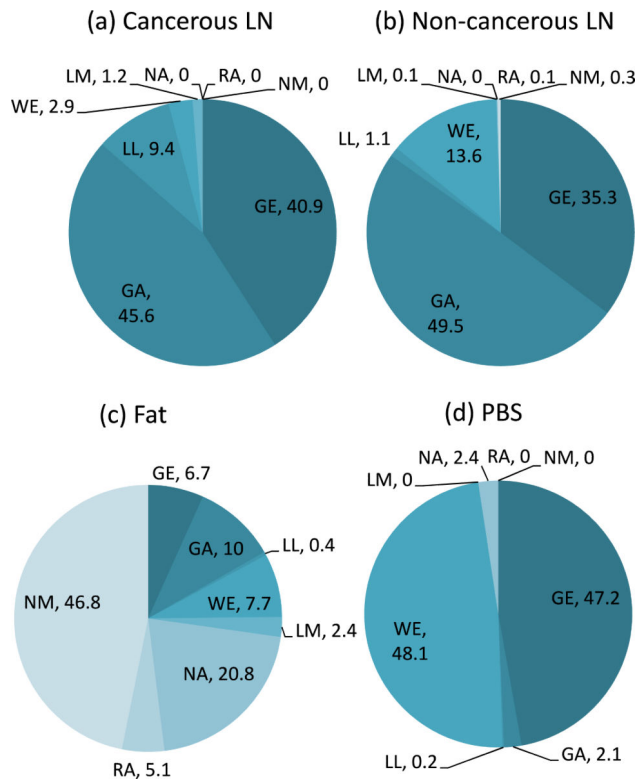 (a) Cancerous LN
(b) Non-cancerous LN
LM, 1.2
NA, 0
RA, 0
NM, 0
WE, 2.9
LL, 9.4
GE, 40.9
GA,
45.6
LM, 0.1
NA, 0
RA, 0.1
NM, 0.3
LL, 1.1
WE,
13.6
GE, 35.3
GA,
49.5
(c) Fat
(d) PBS
GE, 6.7
GA, 10
LL, 0.4
WE, 7.7
LM, 2.4
NA, 20.8
RA, 5.1
NM, 46.8
NA, 2.4
RA, 0
NM, 0
LM, 0
GE, 47.2
WE,
48.1
LL, 0.2
GA, 2.1